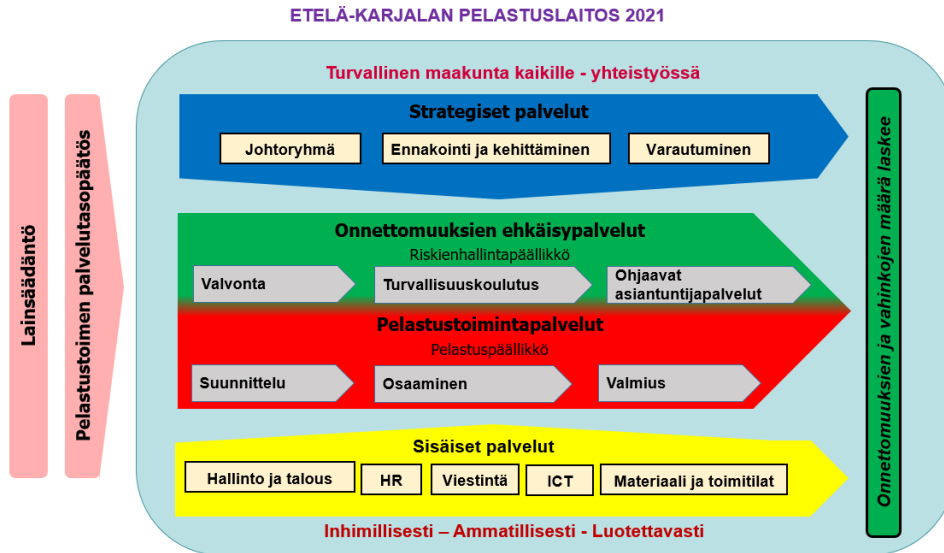 ETELÄ-KARJALAN PELASTUSLAITOS 2021
Turvallinen maakunta kaikille - yhteistyössä
Lainsäädäntö
Pelastustoimen palvelutasopäätös
Strategiset palvelut
Johtoryhmä
Ennakointi ja kehittäminen
Varautuminen
Onnettomuuksien ehkäisypalvelut
Riskienhallintapäällikkö
Valvonta
Turvallisuuskoulutus
Ohjaavat
asiantuntijapalvelut
Pelastustoimintapalvelut
Pelastuspäällikkö
Suunnittelu
Osaaminen
Valmius
Sisäiset palvelut
Hallinto ja talous
HR
Viestintä
ICT
Materiaali ja toimitilat
Inhimillisesti – Ammatillisesti - Luotettavasti
Onnettomuuksien ja vahinkojen määrä laskee